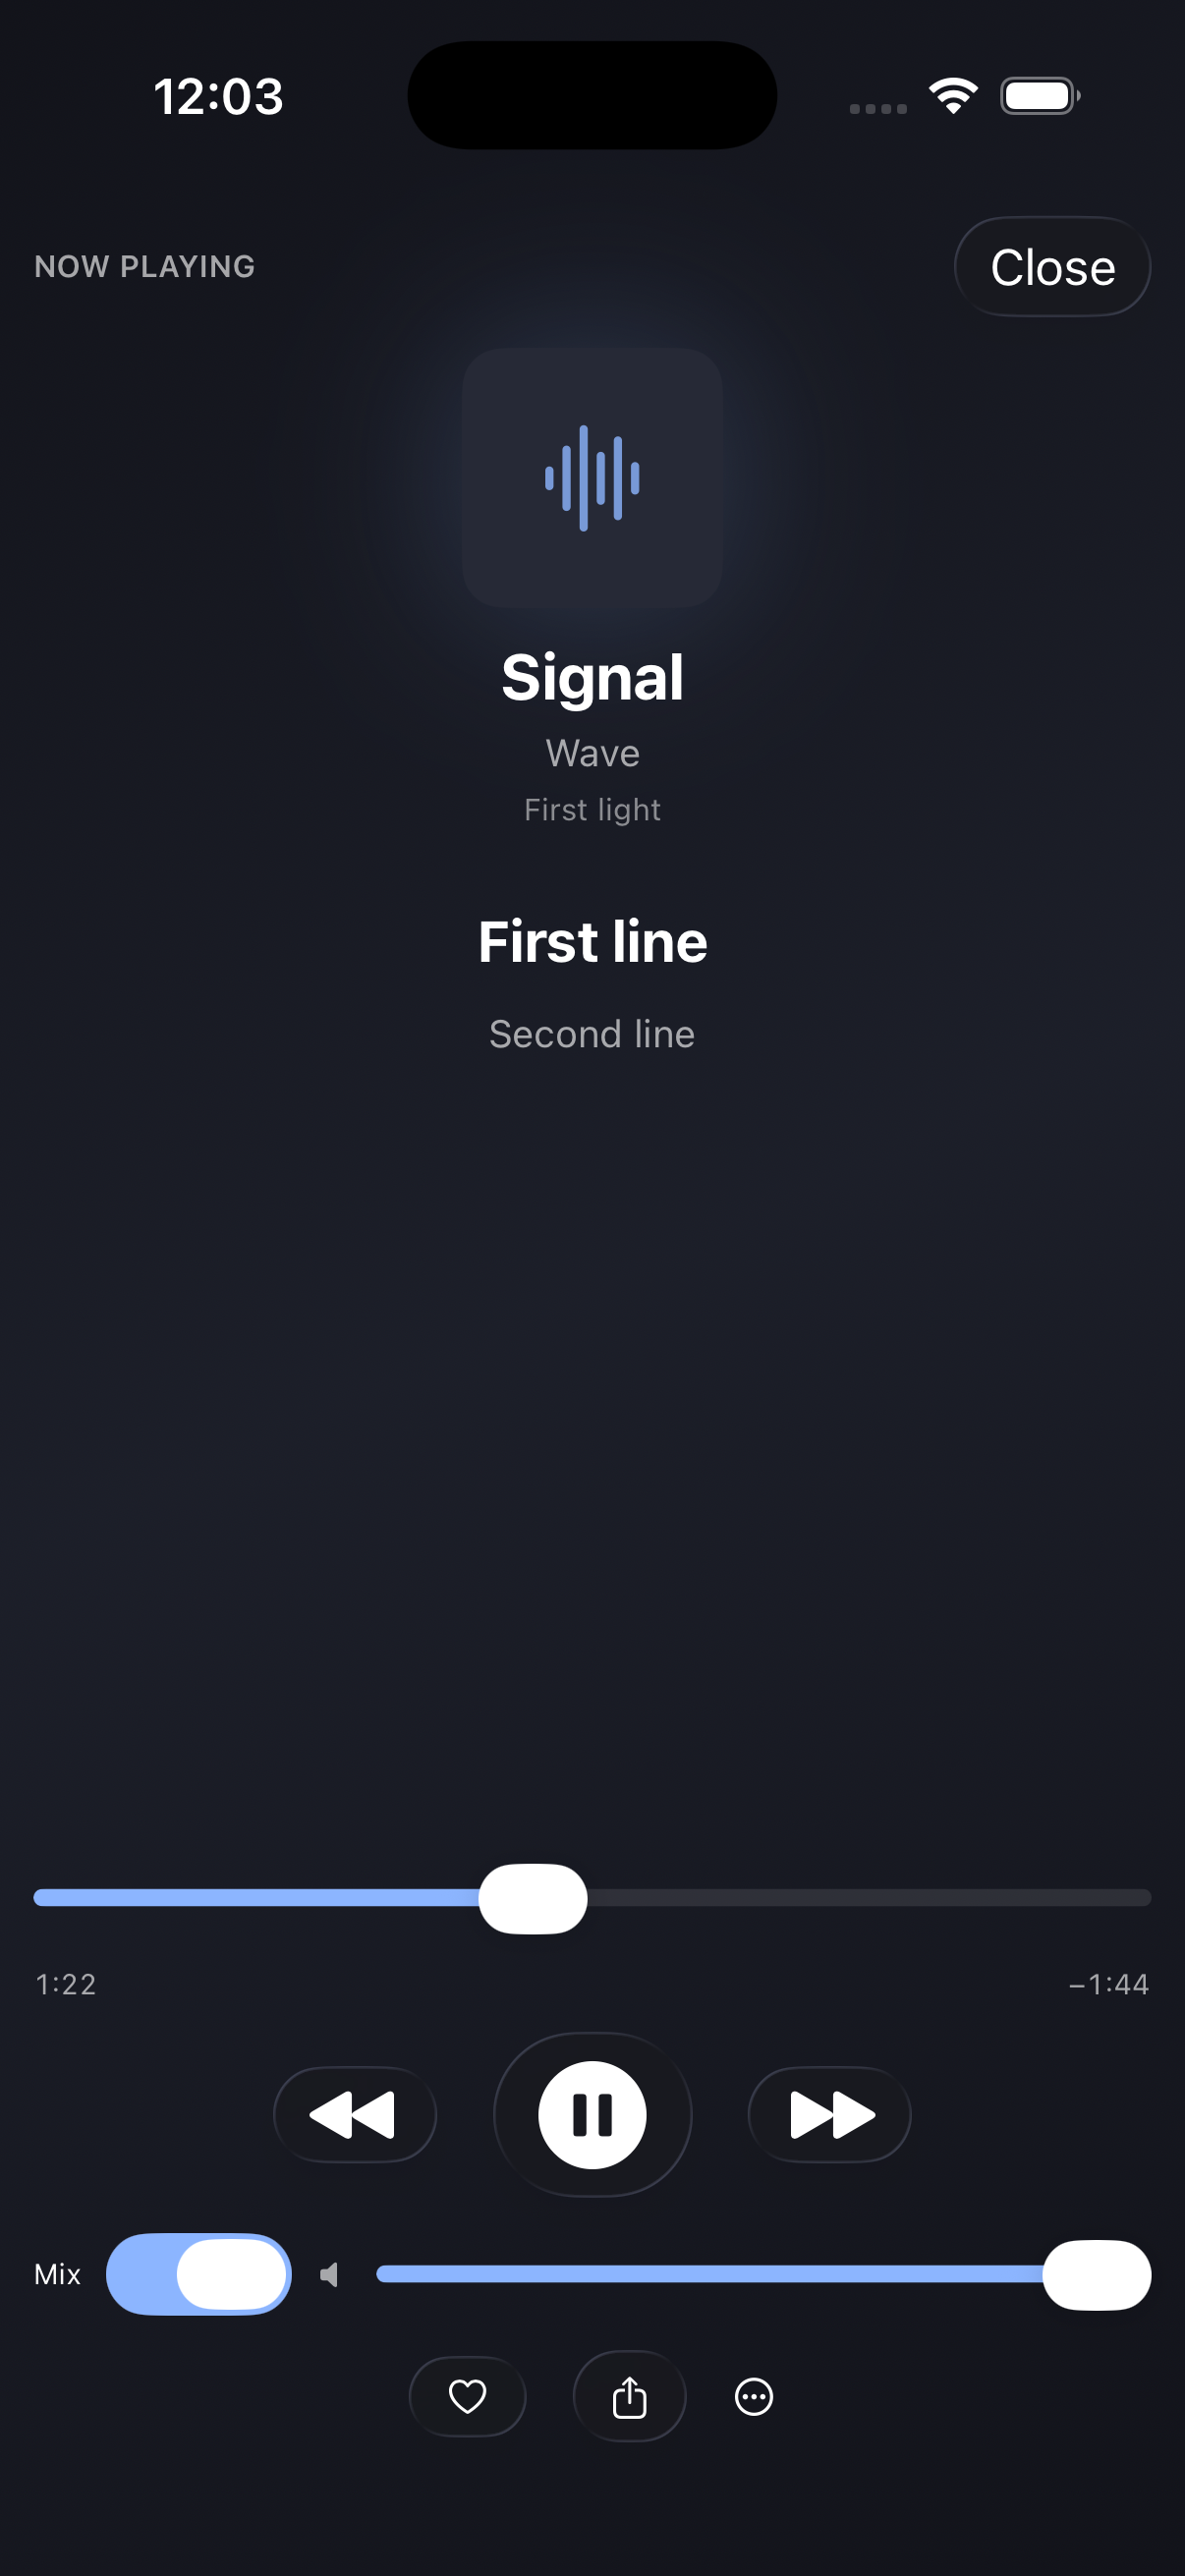 12:03
NOW PLAYING
Close
Signal
Wave
First light
First line
Second line
1:22
−1:44
Mix